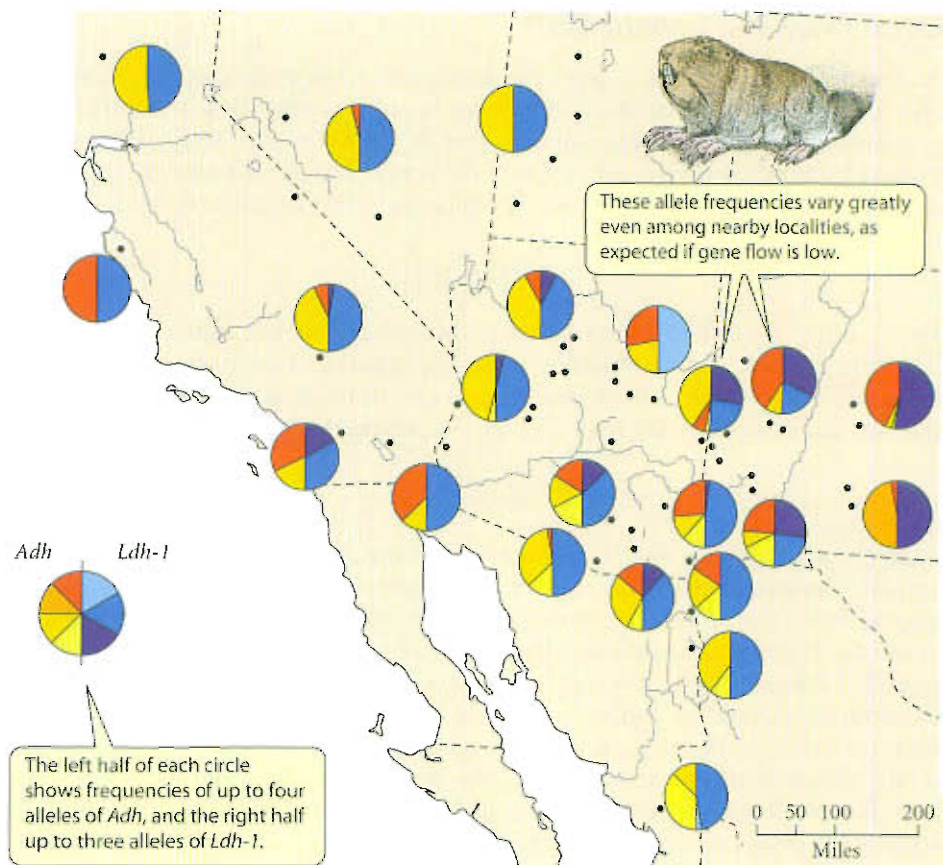 These allele frequencies vary greatly
even among nearby localities, as
expected if gene flow is low.
Adh Ldh-1
The left half of each circle
shows frequencies of up to four
alleles of Adh, and the right half
up to three alleles of Ldh-1.
0 50 100 200
Miles